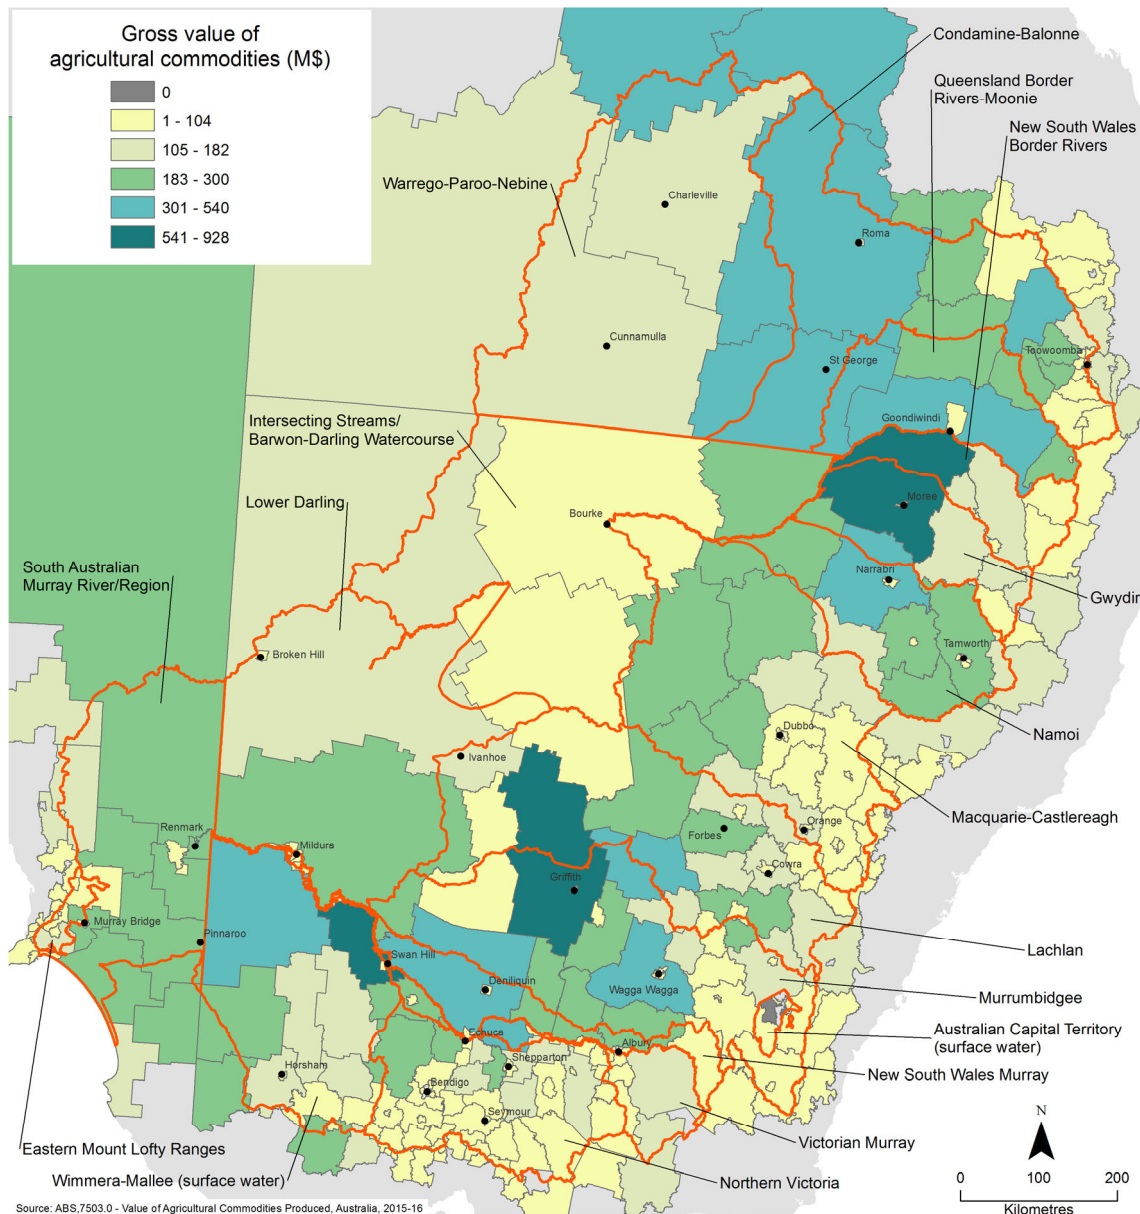 Gross value of
agricultural commodities (M$)
0
1 - 104
105 - 182
183 - 300
301 - 540
541 - 928
Condamine-Balonne
Queensland Border
Rivers-Moonie
New South Wales
Border Rivers
Warrego-Paroo-Nebine
Charleville
Roma
Cunnamulla
St George
Toowoomba
Goondiwindi
Intersecting Streams/
Barwon-Darling Watercourse
Lower Darling
Bourke
Moree
South Australian
Murray River/Region
Narrabri
Gwydir
Broken Hill
Tamworth
Namoi
Dubbo
Ivanhoe
Macquarie-Castlereagh
Renmark
Mildura
Forbes
Orange
Cowra
Griffith
Murray Bridge
Pinnaroo
Lachlan
Swan Hill
Deniliquin
Wagga Wagga
Murrumbidgee
Australian Capital Territory
(surface water)
Echuca
Albury
Shepparton
New South Wales Murray
Horsham
Bendigo
Seymour
Victorian Murray
Eastern Mount Lofty Ranges
Wimmera-Mallee (surface water)
Northern Victoria
N
0 100 200
Kilometres
Source: ABS,7503.0 - Value of Agricultural Commodities Produced, Australia, 2015-16